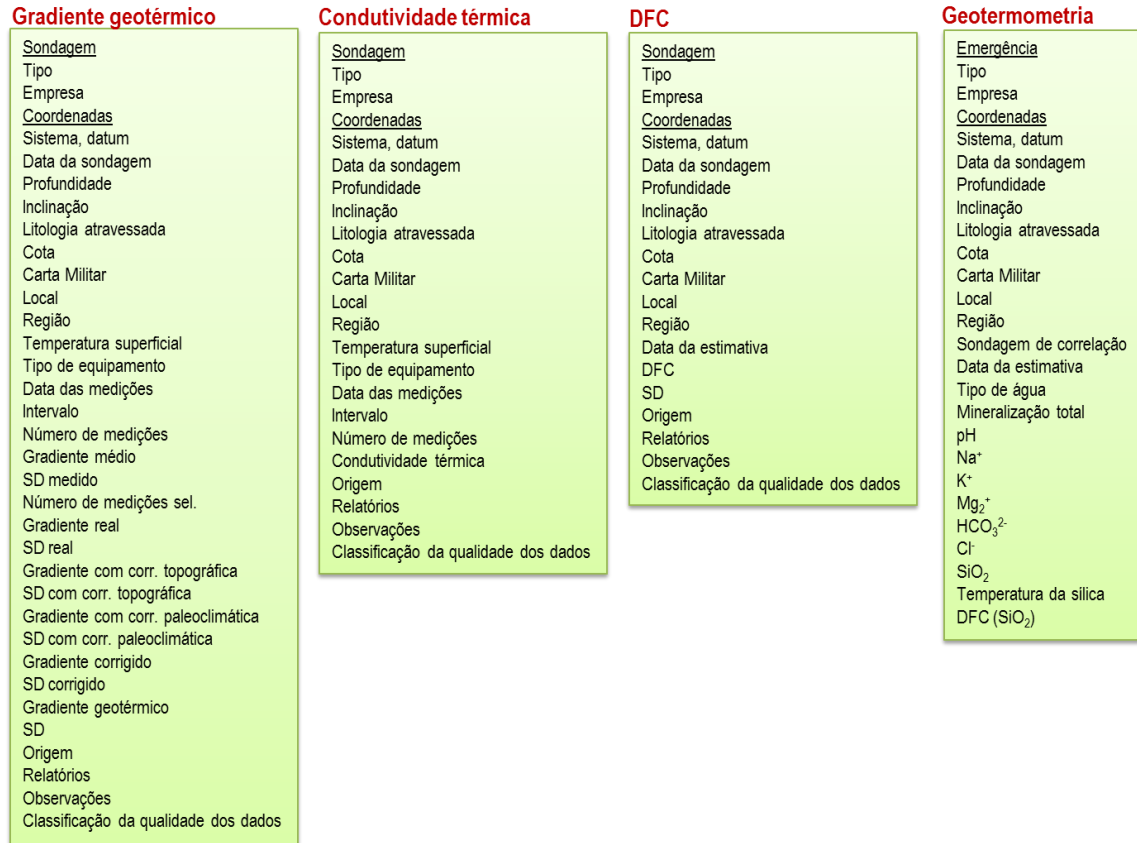 Gradiente geotérmico
Sondagem
Tipo
Empresa
Coordenadas
Sistema, datum
Data da sondagem
Profundidade
Inclinação
Litologia atravessada
Cota
Carta Militar
Local
Região
Temperatura superficial
Tipo de equipamento
Data das medições
Intervalo
Número de medições
Gradiente médio
SD medido
Número de medições sel.
Gradiente real
SD real
Gradiente com corr. topográfica
SD com corr. topográfica
Gradiente com corr. paleoclimática
SD com corr. paleoclimática
Gradiente corrigido
SD corrigido
Gradiente geotérmico
SD
Origem
Relatórios
Observações
Classificação da qualidade dos dados
Condutividade térmica
Sondagem
Tipo
Empresa
Coordenadas
Sistema, datum
Data da sondagem
Profundidade
Inclinação
Litologia atravessada
Cota
Carta Militar
Local
Região
Temperatura superficial
Tipo de equipamento
Data das medições
Intervalo
Número de medições
Condutividade térmica
Origem
Relatórios
Observações
Classificação da qualidade dos dados
DFC
Sondagem
Tipo
Empresa
Coordenadas
Sistema, datum
Data da sondagem
Profundidade
Inclinação
Litologia atravessada
Cota
Carta Militar
Local
Região
Data da estimativa
DFC
SD
Origem
Relatórios
Observações
Classificação da qualidade dos dados
Geotermometria
Emergência
Tipo
Empresa
Coordenadas
Sistema, datum
Data da sondagem
Profundidade
Inclinação
Litologia atravessada
Cota
Carta Militar
Local
Região
Sondagem de correlação
Data da estimativa
Tipo de água
Mineralização total
pH
Na⁺
K⁺
Mg₂⁺
HCO₃²⁻
Cl⁻
SiO₂
Temperatura da sílica
DFC (SiO₂)